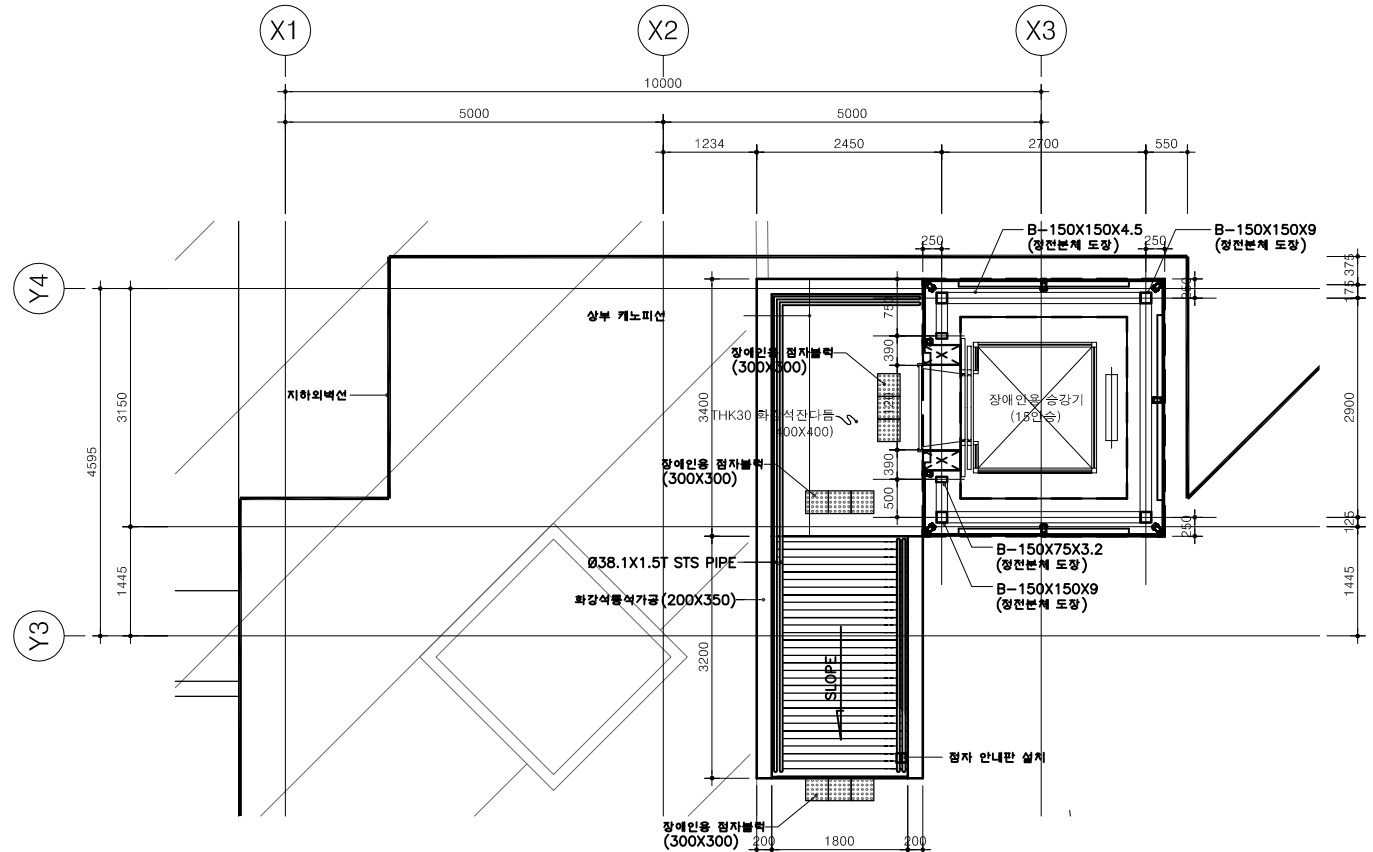 X1
X2
X3
10000
5000
5000
1234
2450
2700
550
B-150X150X4.5
(정전분체 도장)
B-150X150X9
(정전분체 도장)
250
250
375
175
Y4
상부 캐노피선
750
장애인용 점자블럭
(300X300)
390
지하외벽선
3150
4595
3400
THK30
장애인용 승강기
(15인승)
2900
장애인용 점자블럭
(300X300)
390
500
125
250
B-150X75X3.2
(정전분체 도장)
Ø38.1X1.5T STS PIPE
B-150X150X9
(정전분체 도장)
화강석통석가공(200X350)
1445
1445
Y3
3200
SLOPE
점자 안내판 설치
장애인용 점자블럭
(300X300)
200
1800
200